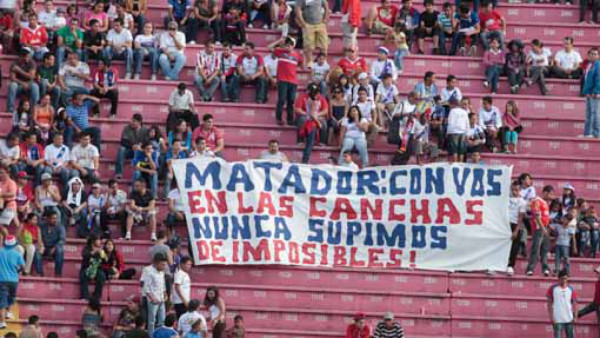 MATADOR: CON VOS
EN LAS CANCHAS
NUNCA SUPIMOS
DE IMPOSIBLES!